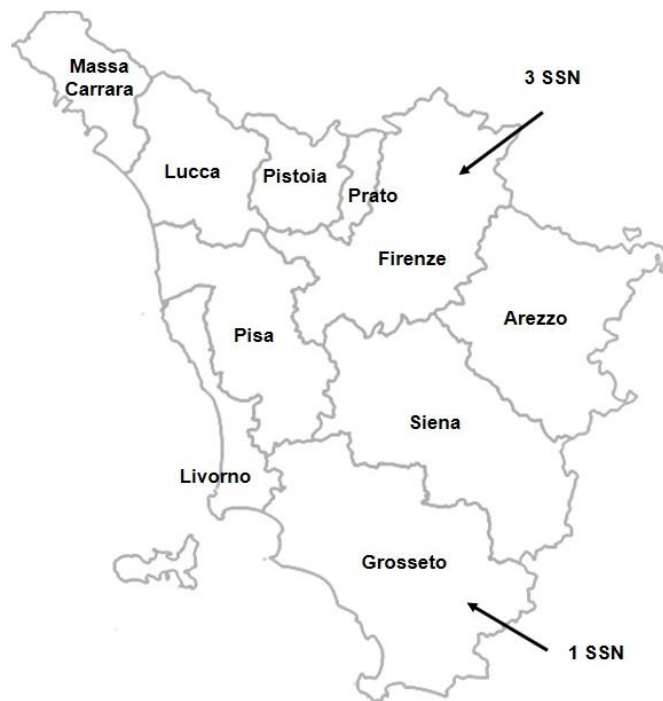 Massa
Carrara
3 SSN
Lucca
Pistoia
Prato
Firenze
Arezzo
Pisa
Siena
Livorno
Grosseto
1 SSN